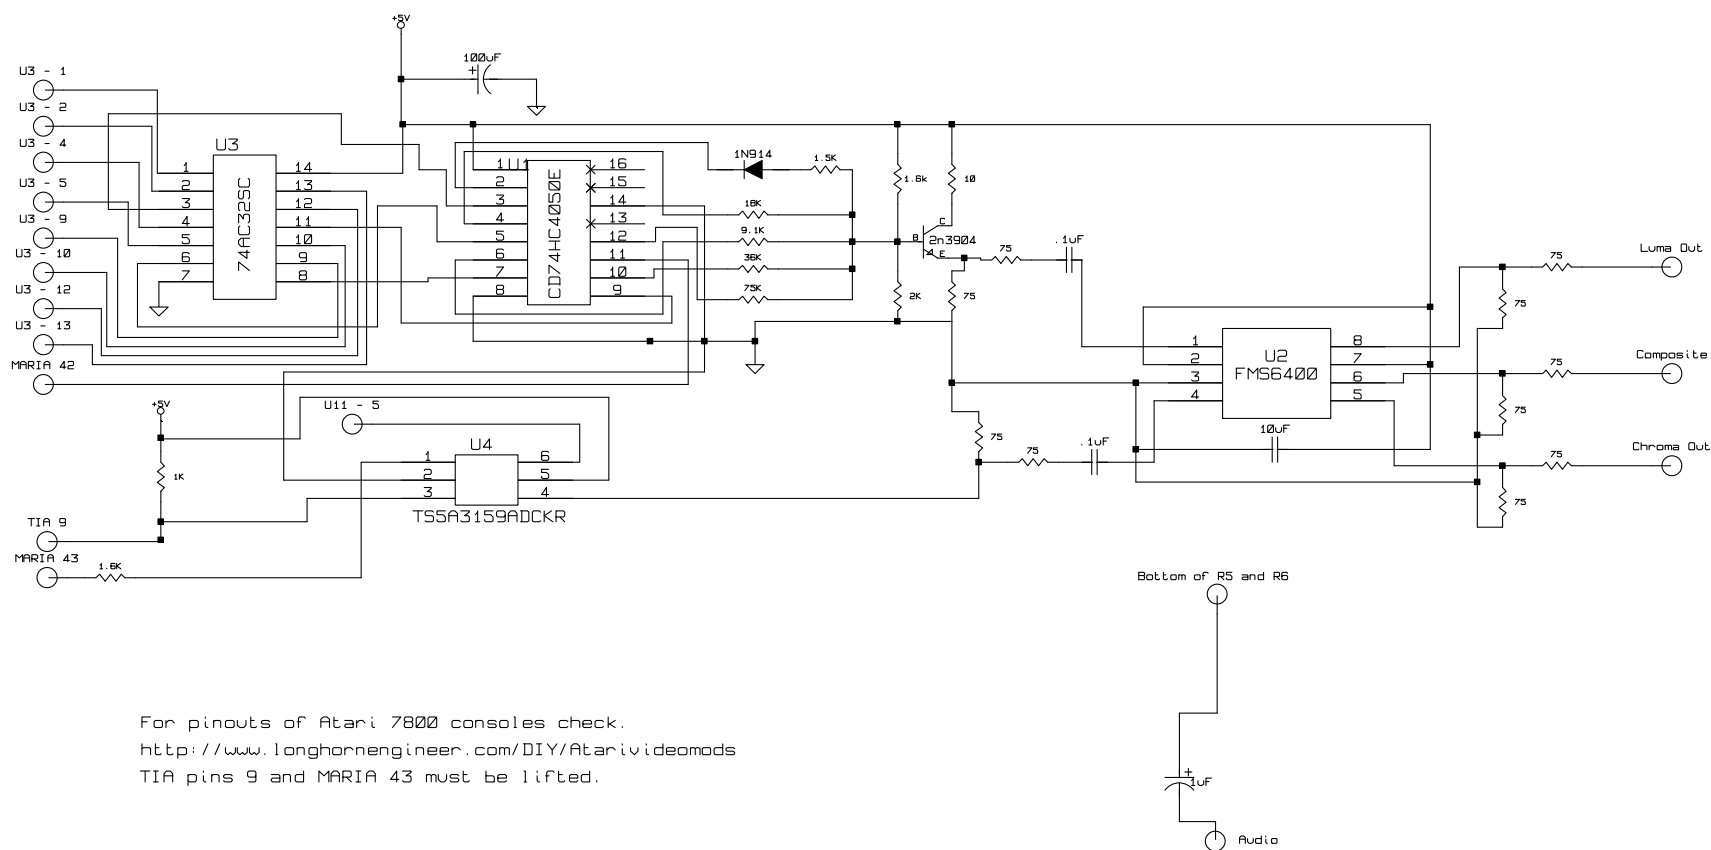 +5V
100uF
U3 - 1
U3 - 2
U3 - 4
U3 - 5
U3 - 9
U3 - 10
U3 - 12
U3 - 13
MARIA 42
U3
74AC32SC
1
2
3
4
5
6
7
14
13
12
11
10
9
8
U1
CD74HC4050E
1
2
3
4
5
6
7
8
16
15
14
13
12
11
10
9
1N914
1.5K
18K
9.1K
36K
75K
1.6k
10
C
B
2n3904
E
2K
75
75
.1uF
U2
FMS6400
1
2
3
4
8
7
6
5
10uF
75
Luma Out
75
75
Composite
75
75
Chroma Out
75
+5V
1K
U11 - 5
U4
1
2
3
6
5
4
TS5A3159ADCKR
75
75
.1uF
TIA 9
MARIA 43
1.6K
Bottom of R5 and R6
+
1uF
Audio
For pinouts of Atari 7800 consoles check.
http://www.longhornengineer.com/DIY/Atarivideomods
TIA pins 9 and MARIA 43 must be lifted.